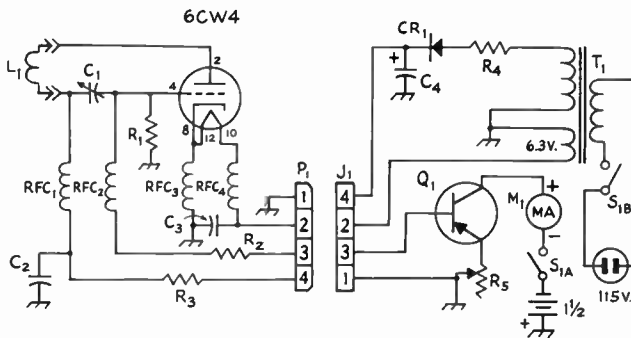 6CW4
L1
C1
2
4
R1
8
12
10
RFC1
RFC2
RFC3
RFC4
C3
C2
R2
R3
P1
1
2
3
4
J1
4
2
3
1
+
CR1
C4
R4
T1
6.3V.
Q1
+
M1
MA
-
S1A
R5
+
1½
S1B
115V.